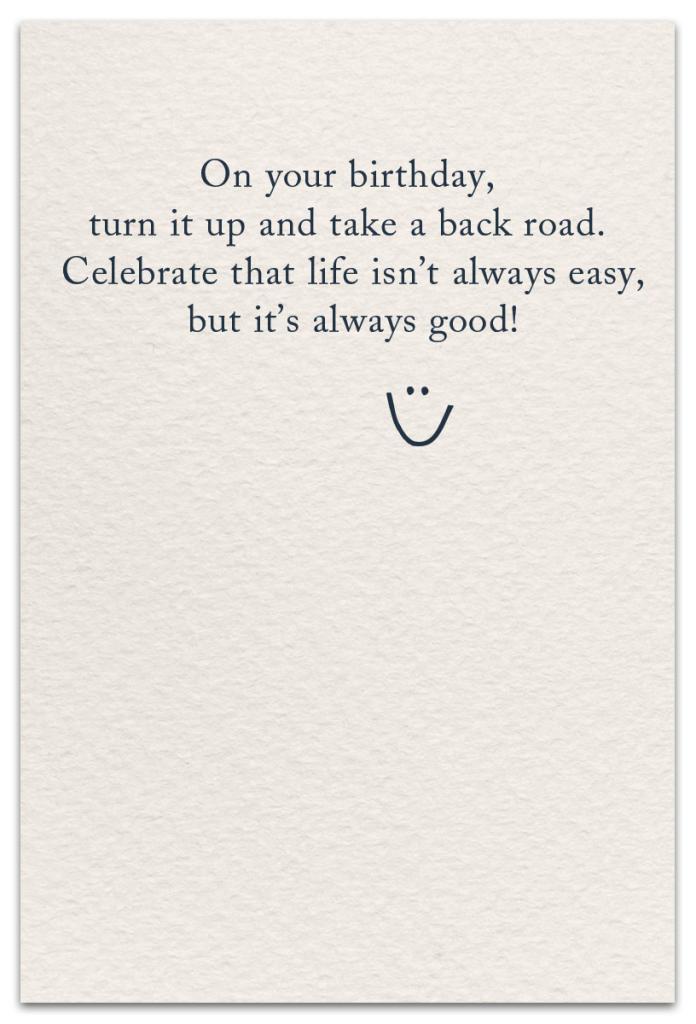 On your birthday,
turn it up and take a back road.
Celebrate that life isn’t always easy,
but it’s always good!